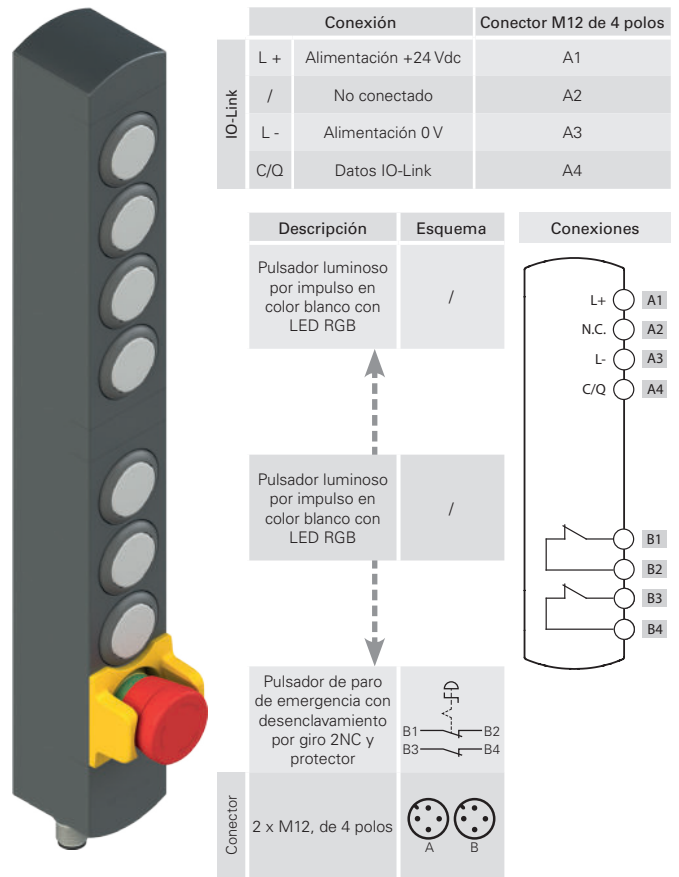 Conexión Conector M12 de 4 polos
IO-Link
L + Alimentación +24 Vdc A1
/ No conectado A2
L - Alimentación 0 V A3
C/Q Datos IO-Link A4
Descripción Esquema Conexiones
Pulsador luminoso
por impulso en
color blanco con
LED RGB
/
L+ A1
N.C. A2
L- A3
C/Q A4
Pulsador luminoso
por impulso en
color blanco con
LED RGB
/
B1
B2
B3
B4
Pulsador de paro
de emergencia con
desenclavamiento
por giro 2NC y
protector
B1 B2
B3 B4
Conector
2 x M12, de 4 polos
A B